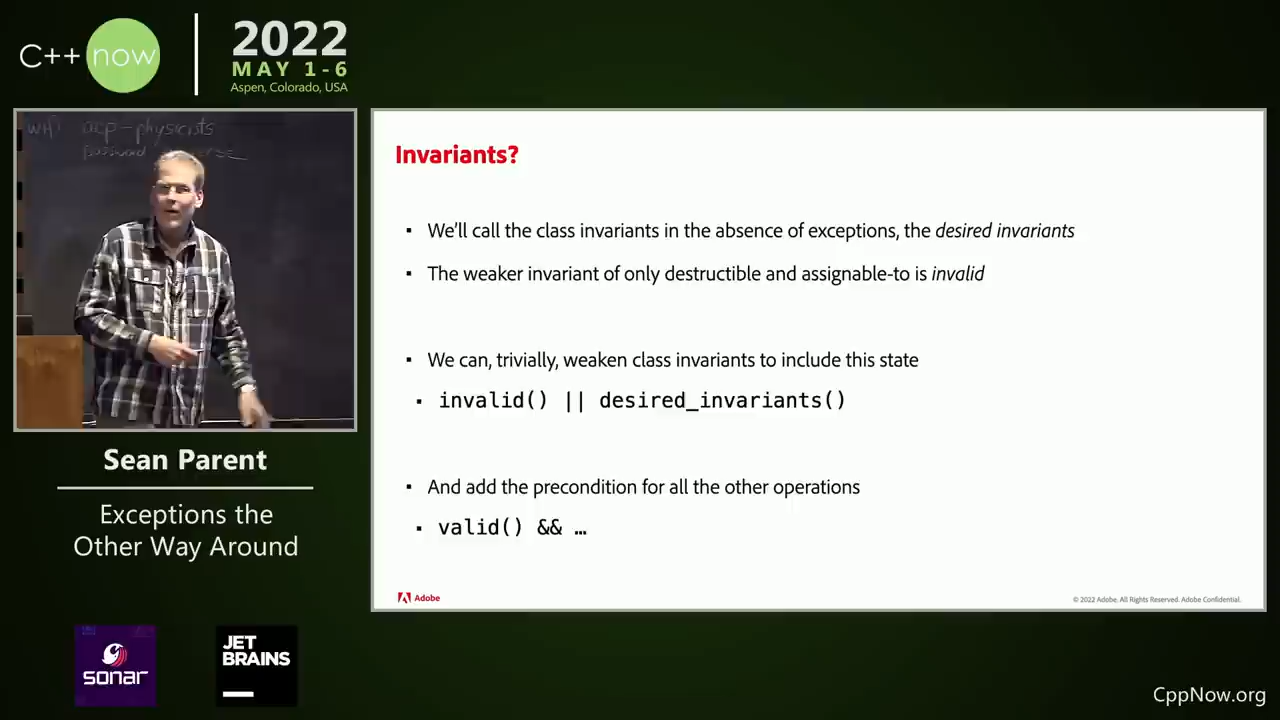 C++ now
2022
MAY 1-6
Aspen, Colorado, USA
acp-physicists
password
Sean Parent
Exceptions the
Other Way Around
sonar
JET
BRAINS
Invariants?
▪ We'll call the class invariants in the absence of exceptions, the desired invariants
▪ The weaker invariant of only destructible and assignable-to is invalid
▪ We can, trivially, weaken class invariants to include this state
▪ invalid() || desired_invariants()
▪ And add the precondition for all the other operations
▪ valid() && …
Adobe
© 2022 Adobe. All Rights Reserved. Adobe Confidential.
CppNow.org